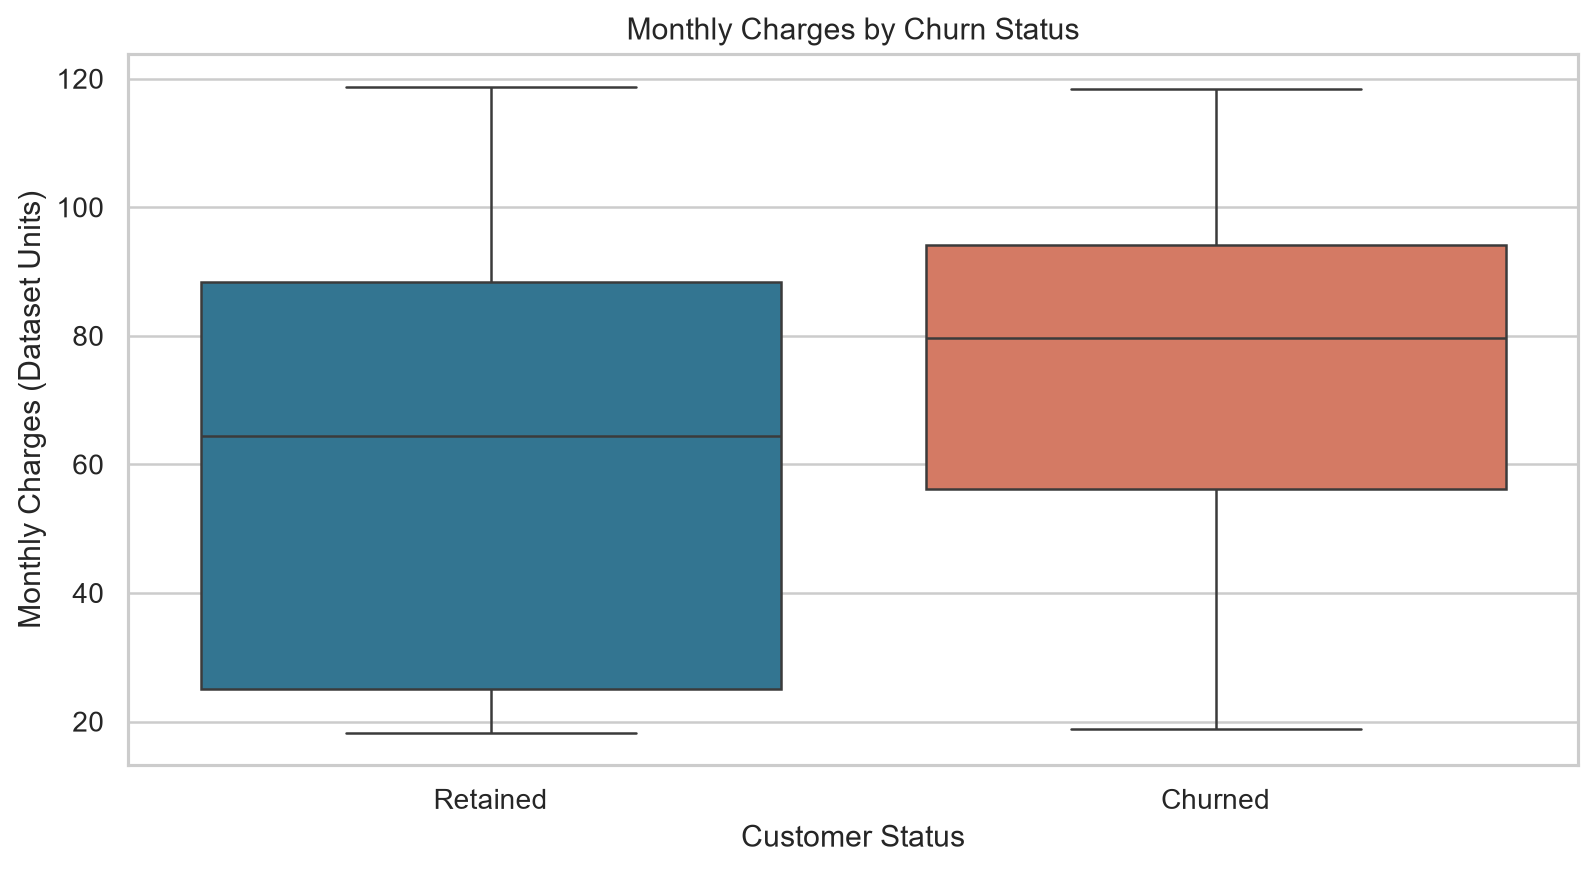 Monthly Charges by Churn Status
Monthly Charges (Dataset Units)
120
100
80
60
40
20
Retained
Churned
Customer Status